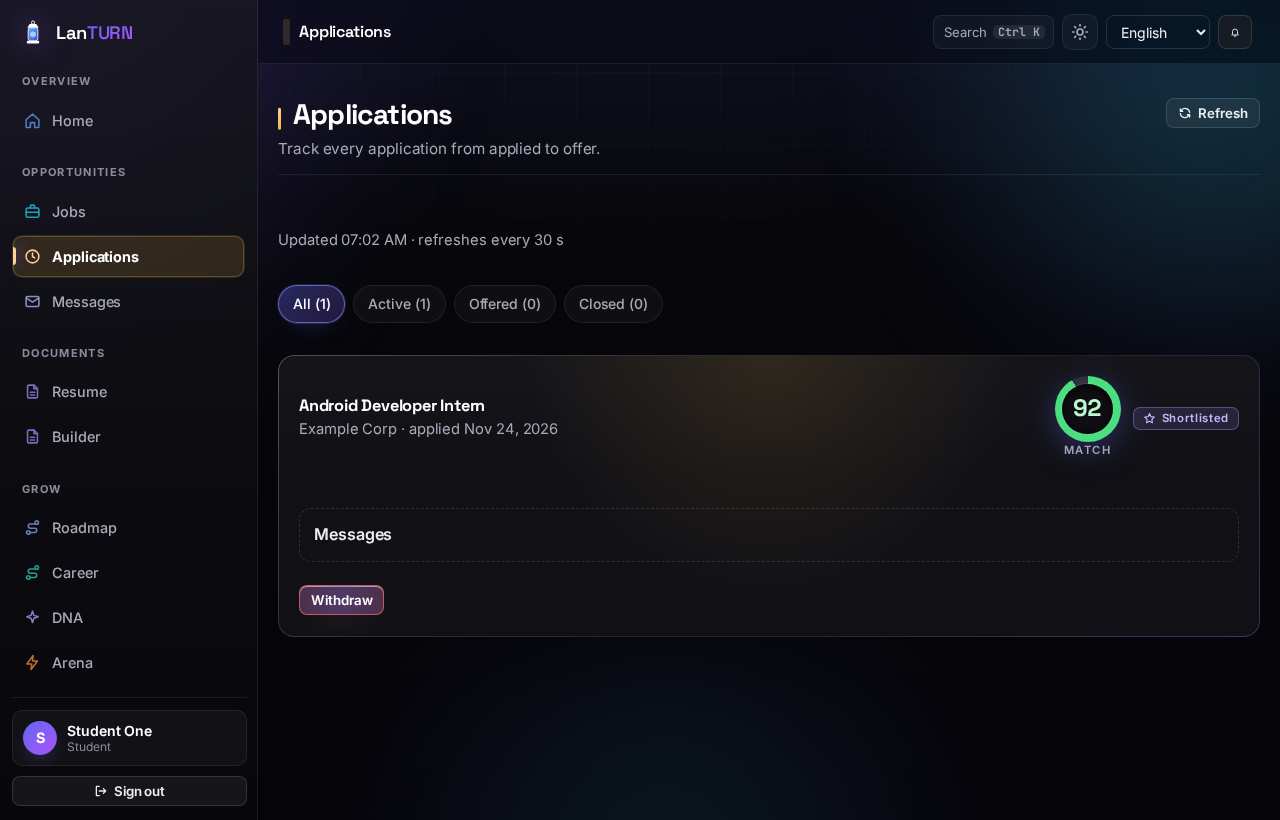 LanTURN
OVERVIEW
Home
OPPORTUNITIES
Jobs
Applications
Messages
DOCUMENTS
Resume
Builder
GROW
Roadmap
Career
DNA
Arena
S
Student One
Student
Sign out
Applications
Search Ctrl K
English
Applications
Refresh
Track every application from applied to offer.
Updated 07:02 AM · refreshes every 30 s
All (1) Active (1) Offered (0) Closed (0)
Android Developer Intern
Example Corp · applied Nov 24, 2026
92
MATCH
Shortlisted
Messages
Withdraw